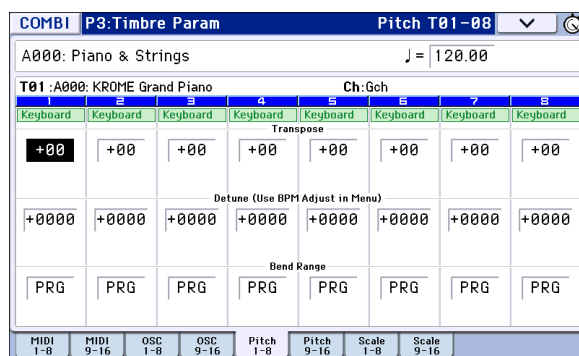 COMBI P3:Timbre Param Pitch T01-08
A000: Piano & Strings ♩= 120.00
T01 :A000: KROME Grand Piano Ch:Gch
1 2 3 4 5 6 7 8
Keyboard Keyboard Keyboard Keyboard Keyboard Keyboard Keyboard Keyboard
Transpose
+00 +00 +00 +00 +00 +00 +00 +00
Detune (Use BPM Adjust in Menu)
+0000 +0000 +0000 +0000 +0000 +0000 +0000 +0000
Bend Range
PRG PRG PRG PRG PRG PRG PRG PRG
MIDI MIDI OSC OSC Pitch Pitch Scale Scale
1-8 9-16 1-8 9-16 1-8 9-16 1-8 9-16